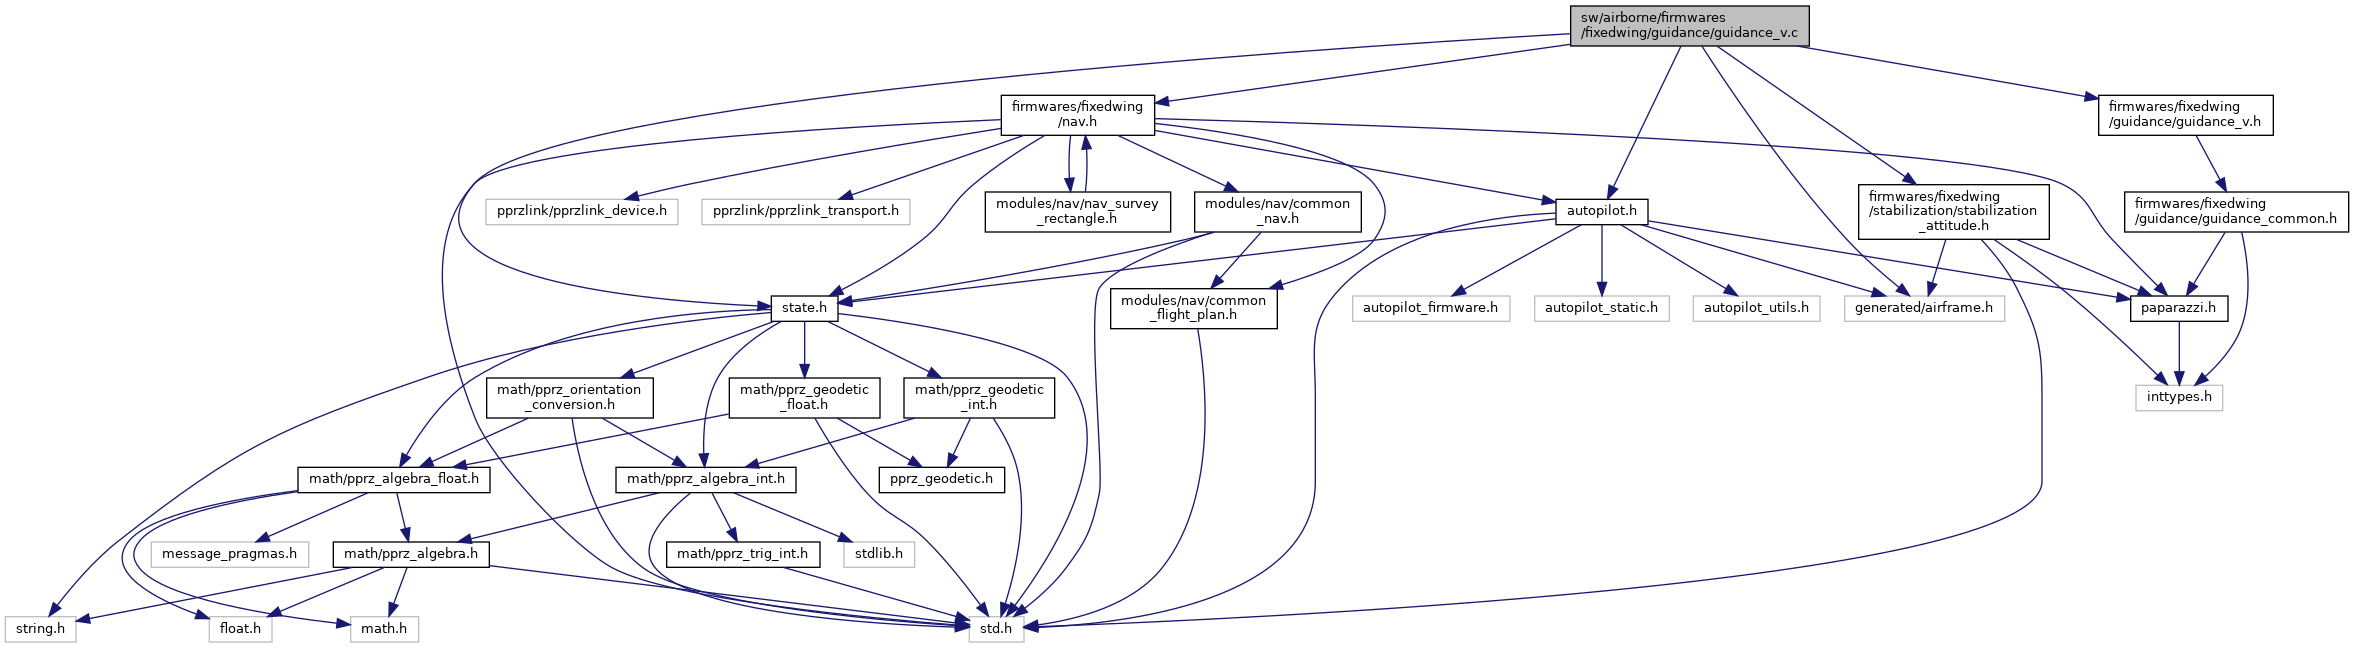 sw/airborne/firmwares
/fixedwing/guidance/guidance_v.c
firmwares/fixedwing
/nav.h
firmwares/fixedwing
/guidance/guidance_v.h
pprzlink/pprzlink_device.h
pprzlink/pprzlink_transport.h
modules/nav/nav_survey
_rectangle.h
modules/nav/common
_nav.h
autopilot.h
firmwares/fixedwing
/stabilization/stabilization
_attitude.h
firmwares/fixedwing
/guidance/guidance_common.h
state.h
modules/nav/common
_flight_plan.h
autopilot_firmware.h
autopilot_static.h
autopilot_utils.h
generated/airframe.h
paparazzi.h
math/pprz_orientation
_conversion.h
math/pprz_geodetic
_float.h
math/pprz_geodetic
_int.h
inttypes.h
math/pprz_algebra_float.h
math/pprz_algebra_int.h
pprz_geodetic.h
message_pragmas.h
math/pprz_algebra.h
math/pprz_trig_int.h
stdlib.h
string.h
float.h
math.h
std.h